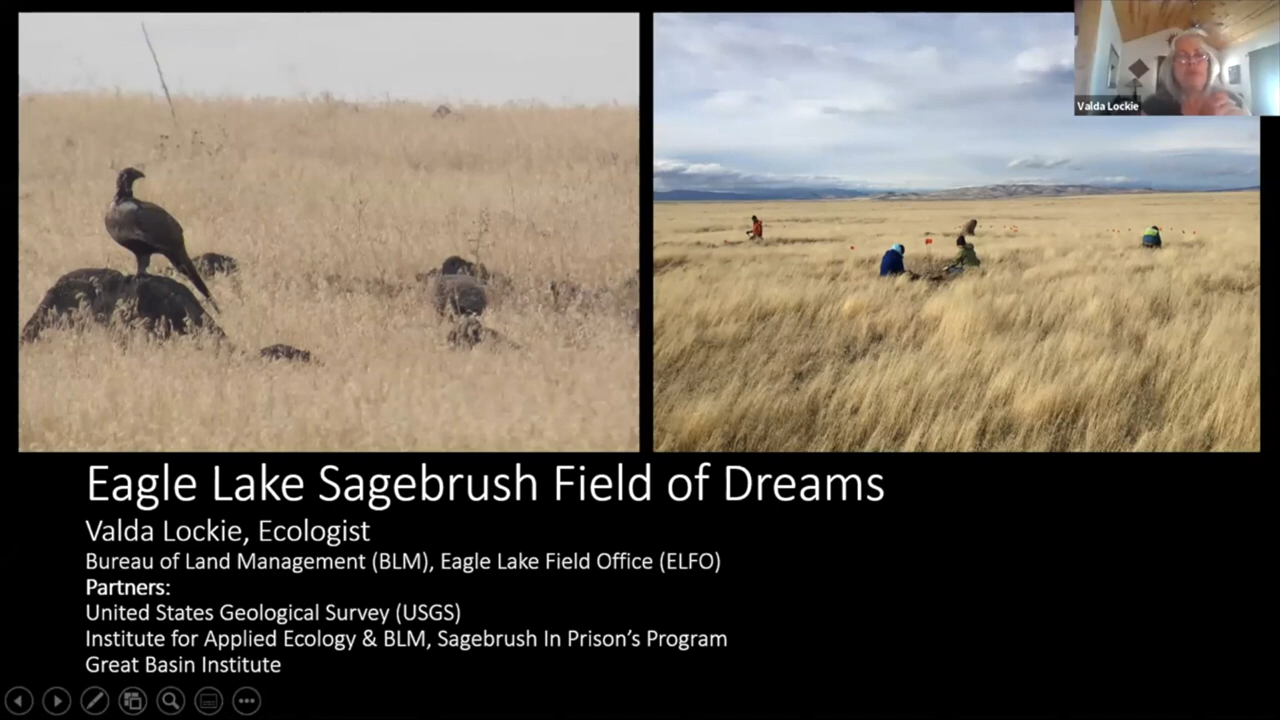 Valda Lockie
Eagle Lake Sagebrush Field of Dreams
Valda Lockie, Ecologist
Bureau of Land Management (BLM), Eagle Lake Field Office (ELFO)
Partners:
United States Geological Survey (USGS)
Institute for Applied Ecology & BLM, Sagebrush In Prison's Program
Great Basin Institute